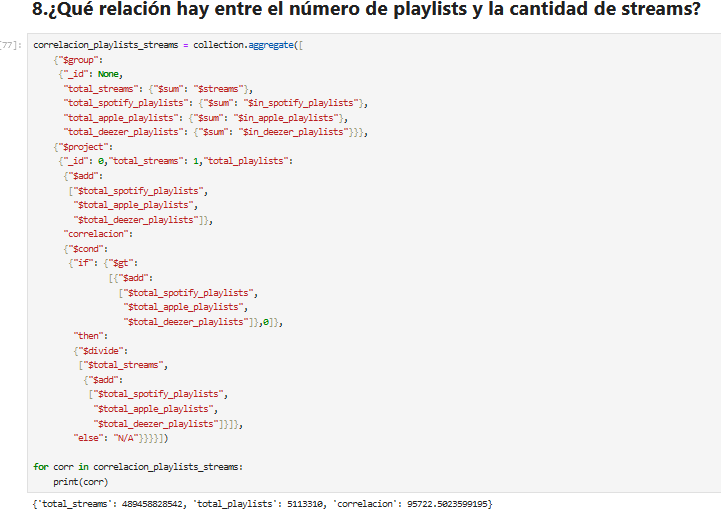 8.¿Qué relación hay entre el número de playlists y la cantidad de streams?
[77]:
correlacion_playlists_streams = collection.aggregate([
{"$group":
{"_id": None,
"total_streams": {"$sum": "$streams"},
"total_spotify_playlists": {"$sum": "$in_spotify_playlists"},
"total_apple_playlists": {"$sum": "$in_apple_playlists"},
"total_deezer_playlists": {"$sum": "$in_deezer_playlists"}}},
{"$project":
{"_id": 0,"total_streams": 1,"total_playlists":
{"$add":
["$total_spotify_playlists",
"$total_apple_playlists",
"$total_deezer_playlists"]},
"correlacion":
{"$cond":
{"if": {"$gt":
[{"$add":
["$total_spotify_playlists",
"$total_apple_playlists",
"$total_deezer_playlists"]},0]},
"then":
{"$divide":
["$total_streams",
{"$add":
["$total_spotify_playlists",
"$total_apple_playlists",
"$total_deezer_playlists"]}]},
"else": "N/A"}}}}])
for corr in correlacion_playlists_streams:
print(corr)
{'total_streams': 489458828542, 'total_playlists': 5113310, 'correlacion': 95722.5023599195}